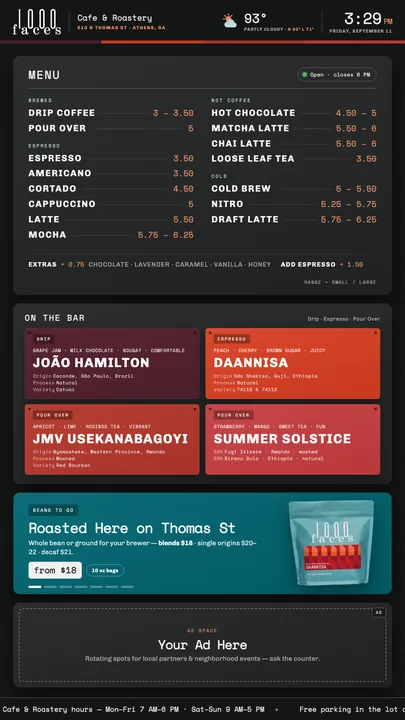 1000 faces
Cafe & Roastery
510 N THOMAS ST · ATHENS, GA
93°
PARTLY CLOUDY · H 93° L 71°
3:29 PM
FRIDAY, SEPTEMBER 11
MENU
Open · closes 6 PM
BREWED
DRIP COFFEE 3 – 3.50
POUR OVER 5
ESPRESSO
ESPRESSO 3.50
AMERICANO 3.50
CORTADO 4.50
CAPPUCCINO 5
LATTE 5.50
MOCHA 5.75 – 6.25
NOT COFFEE
HOT CHOCOLATE 4.50 – 5
MATCHA LATTE 5.50 – 6
CHAI LATTE 5.50 – 6
LOOSE LEAF TEA 3.50
COLD
COLD BREW 5 – 5.50
NITRO 5.25 – 5.75
DRAFT LATTE 5.75 – 6.25
EXTRAS + 0.75 CHOCOLATE · LAVENDER · CARAMEL · VANILLA · HONEY ADD ESPRESSO + 1.50
RANGE = SMALL / LARGE
ON THE BAR
Drip · Espresso · Pour Over
DRIP
GRAPE JAM · MILK CHOCOLATE · NOUGAT · COMFORTABLE
JOÃO HAMILTON
Origin Caconde, São Paulo, Brazil
Process Natural
Variety Catuai
ESPRESSO
PEACH · CHERRY · BROWN SUGAR · JUICY
DAANNISA
Origin Odo Shakiso, Guji, Ethiopia
Process Natural
Variety 74110 & 74112
POUR OVER
APRICOT · LIME · ROOIBOS TEA · VIBRANT
JMV USEKANABAGOYI
Origin Nyamasheke, Western Province, Rwanda
Process Washed
Variety Red Bourbon
POUR OVER
STRAWBERRY · MANGO · SWEET TEA · FUN
SUMMER SOLSTICE
Fugi Ikizere · Rwanda · washed
Biranu Dulo · Ethiopia · natural
BEANS TO GO
Roasted Here on Thomas St
Whole bean or ground for your brewer — blends $18 · single origins $20–
22 · decaf $21.
from $18
10 oz bags
1000 faces
DAANNISA
AD
AD SPACE
Your Ad Here
Rotating spots for local partners & neighborhood events — ask the counter.
Cafe & Roastery hours — Mon–Fri 7 AM–6 PM · Sat–Sun 9 AM–5 PM + Free parking in the lot